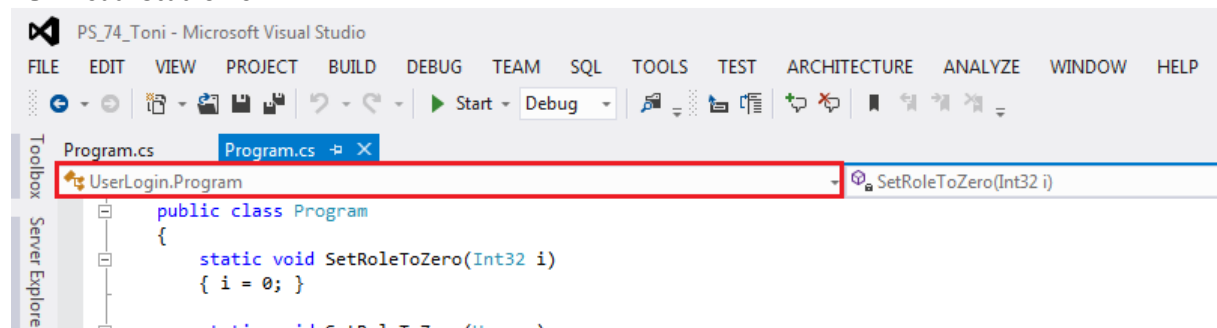 PS_74_Toni - Microsoft Visual Studio
FILE EDIT VIEW PROJECT BUILD DEBUG TEAM SQL TOOLS TEST ARCHITECTURE ANALYZE WINDOW HELP
Start Debug
Toolbox
Server Explore
Program.cs Program.cs
UserLogin.Program SetRoleToZero(Int32 i)
public class Program
{
static void SetRoleToZero(Int32 i)
{ i = 0; }